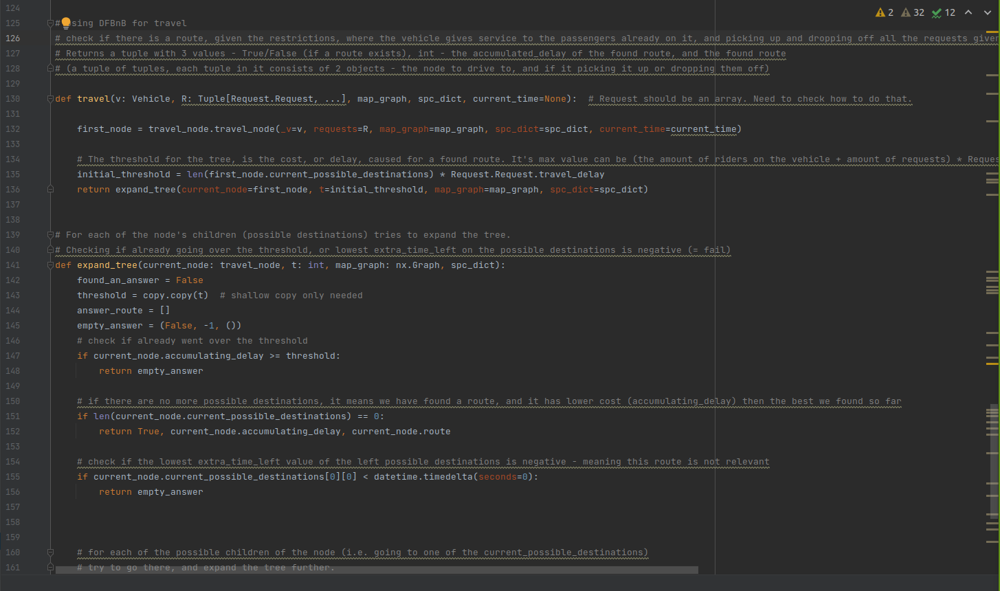 2 32 12
124
125 # sing DFBnB for travel
126 # check if there is a route, given the restrictions, where the vehicle gives service to the passengers already on it, and picking up and dropping off all the requests given
127 # Returns a tuple with 3 values - True/False (if a route exists), int - the accumulated_delay of the found route, and the found route
128 # (a tuple of tuples, each tuple in it consists of 2 objects - the node to drive to, and if it picking it up or dropping them off)
129
130 def travel(v: Vehicle, R: Tuple[Request.Request, ...], map_graph, spc_dict, current_time=None):  # Request should be an array. Need to check how to do that.
131
132     first_node = travel_node.travel_node(_v=v, requests=R, map_graph=map_graph, spc_dict=spc_dict, current_time=current_time)
133
134     # The threshold for the tree, is the cost, or delay, caused for a found route. It's max value can be (the amount of riders on the vehicle + amount of requests) * Reques
135     initial_threshold = len(first_node.current_possible_destinations) * Request.Request.travel_delay
136     return expand_tree(current_node=first_node, t=initial_threshold, map_graph=map_graph, spc_dict=spc_dict)
137
138
139 # For each of the node's children (possible destinations) tries to expand the tree.
140 # Checking if already going over the threshold, or lowest extra_time_left on the possible destinations is negative (= fail)
141 def expand_tree(current_node: travel_node, t: int, map_graph: nx.Graph, spc_dict):
142     found_an_answer = False
143     threshold = copy.copy(t)  # shallow copy only needed
144     answer_route = []
145     empty_answer = (False, -1, ())
146     # check if already went over the threshold
147     if current_node.accumulating_delay >= threshold:
148         return empty_answer
149
150     # if there are no more possible destinations, it means we have found a route, and it has lower cost (accumulating_delay) then the best we found so far
151     if len(current_node.current_possible_destinations) == 0:
152         return True, current_node.accumulating_delay, current_node.route
153
154     # check if the lowest extra_time_left value of the left possible destinations is negative - meaning this route is not relevant
155     if current_node.current_possible_destinations[0][0] < datetime.timedelta(seconds=0):
156         return empty_answer
157
158
159
160     # for each of the possible children of the node (i.e. going to one of the current_possible_destinations)
161     # try to go there, and expand the tree further.